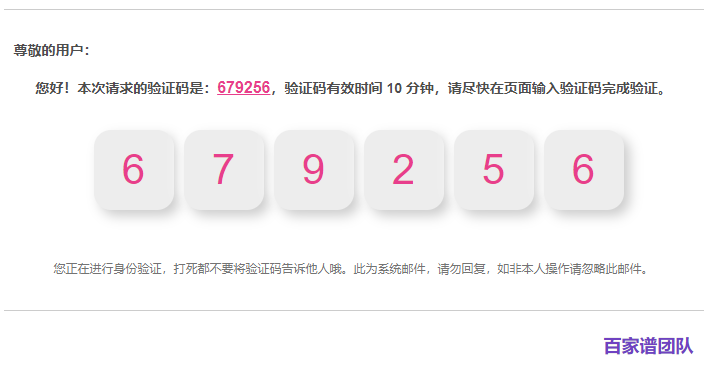 尊敬的用户：
您好！本次请求的验证码是：679256，验证码有效时间 10 分钟，请尽快在页面输入验证码完成验证。
6 7 9 2 5 6
您正在进行身份验证，打死都不要将验证码告诉他人哦。此为系统邮件，请勿回复，如非本人操作请忽略此邮件。
百家谱团队